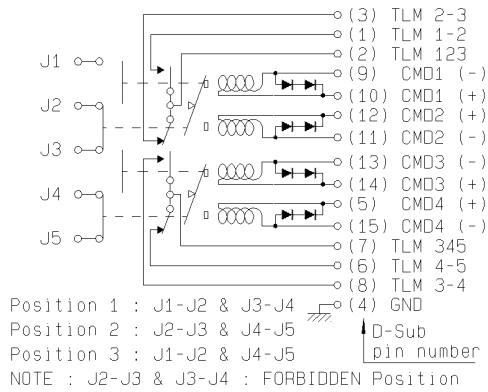 (3) TLM 2-3
(1) TLM 1-2
(2) TLM 123
J1
(9) CMD1 (-)
(10) CMD1 (+)
J2
(12) CMD2 (+)
(11) CMD2 (-)
J3
(13) CMD3 (-)
(14) CMD3 (+)
J4
(5) CMD4 (+)
(15) CMD4 (-)
J5
(7) TLM 345
(6) TLM 4-5
(8) TLM 3-4
(4) GND
Position 1 : J1-J2 & J3-J4
Position 2 : J2-J3 & J4-J5
Position 3 : J1-J2 & J4-J5
D-Sub
pin number
NOTE : J2-J3 & J3-J4 : FORBIDDEN Position